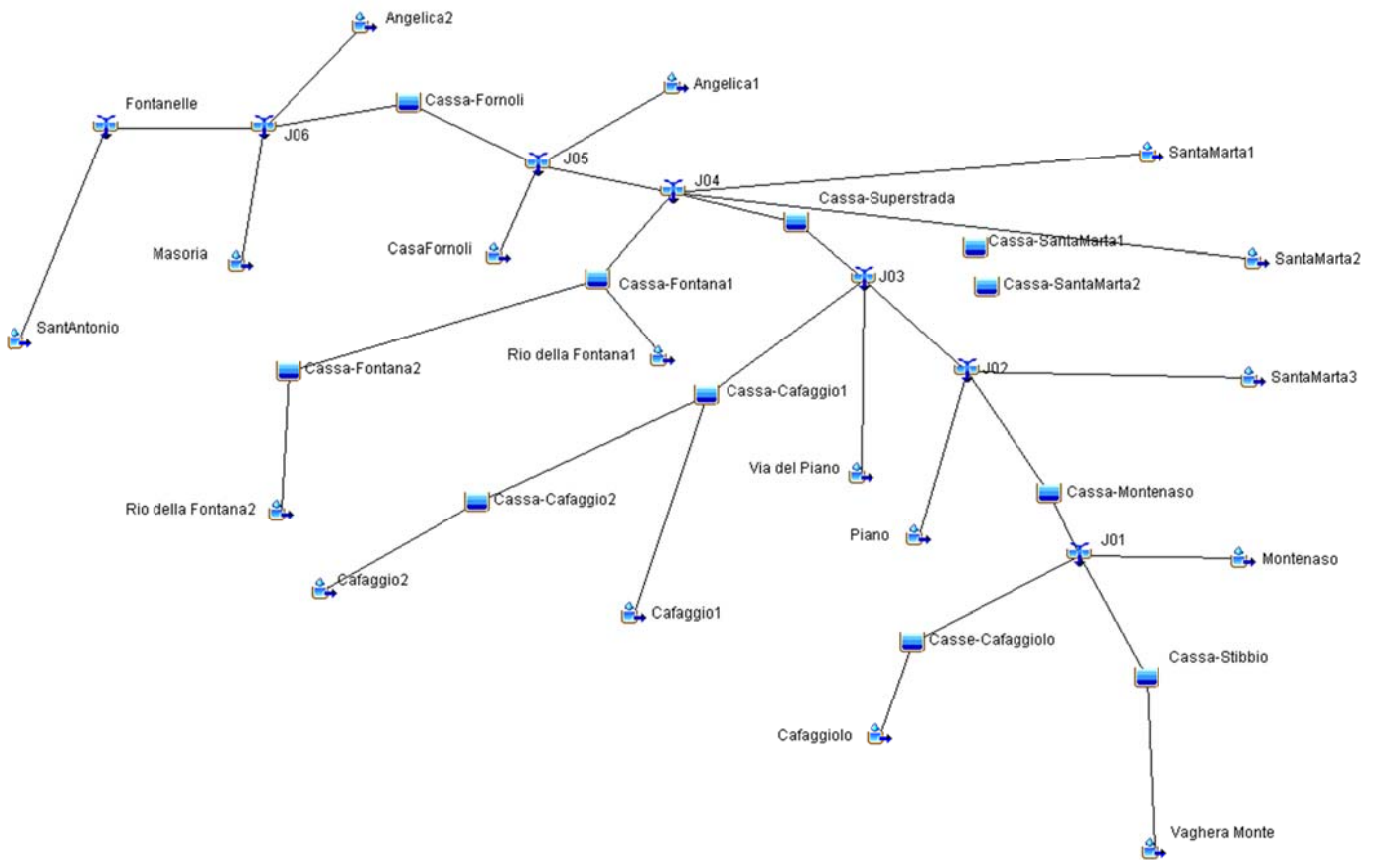 Angelica2
Fontanelle
Cassa-Fornoli
Angelica1
J06
J05
SantaMarta1
J04
Cassa-Superstrada
Masoria
CasaFornoli
Cassa-SantaMarta1
SantaMarta2
Cassa-Fontana1
J03
Cassa-SantaMarta2
SantAntonio
Rio della Fontana1
Cassa-Fontana2
J02
SantaMarta3
Cassa-Cafaggio1
Via del Piano
Cassa-Montenaso
Rio della Fontana2
Cassa-Cafaggio2
Piano
J01
Montenaso
Cafaggio2
Cafaggio1
Casse-Cafaggiolo
Cassa-Stibbio
Cafaggiolo
Vaghera Monte